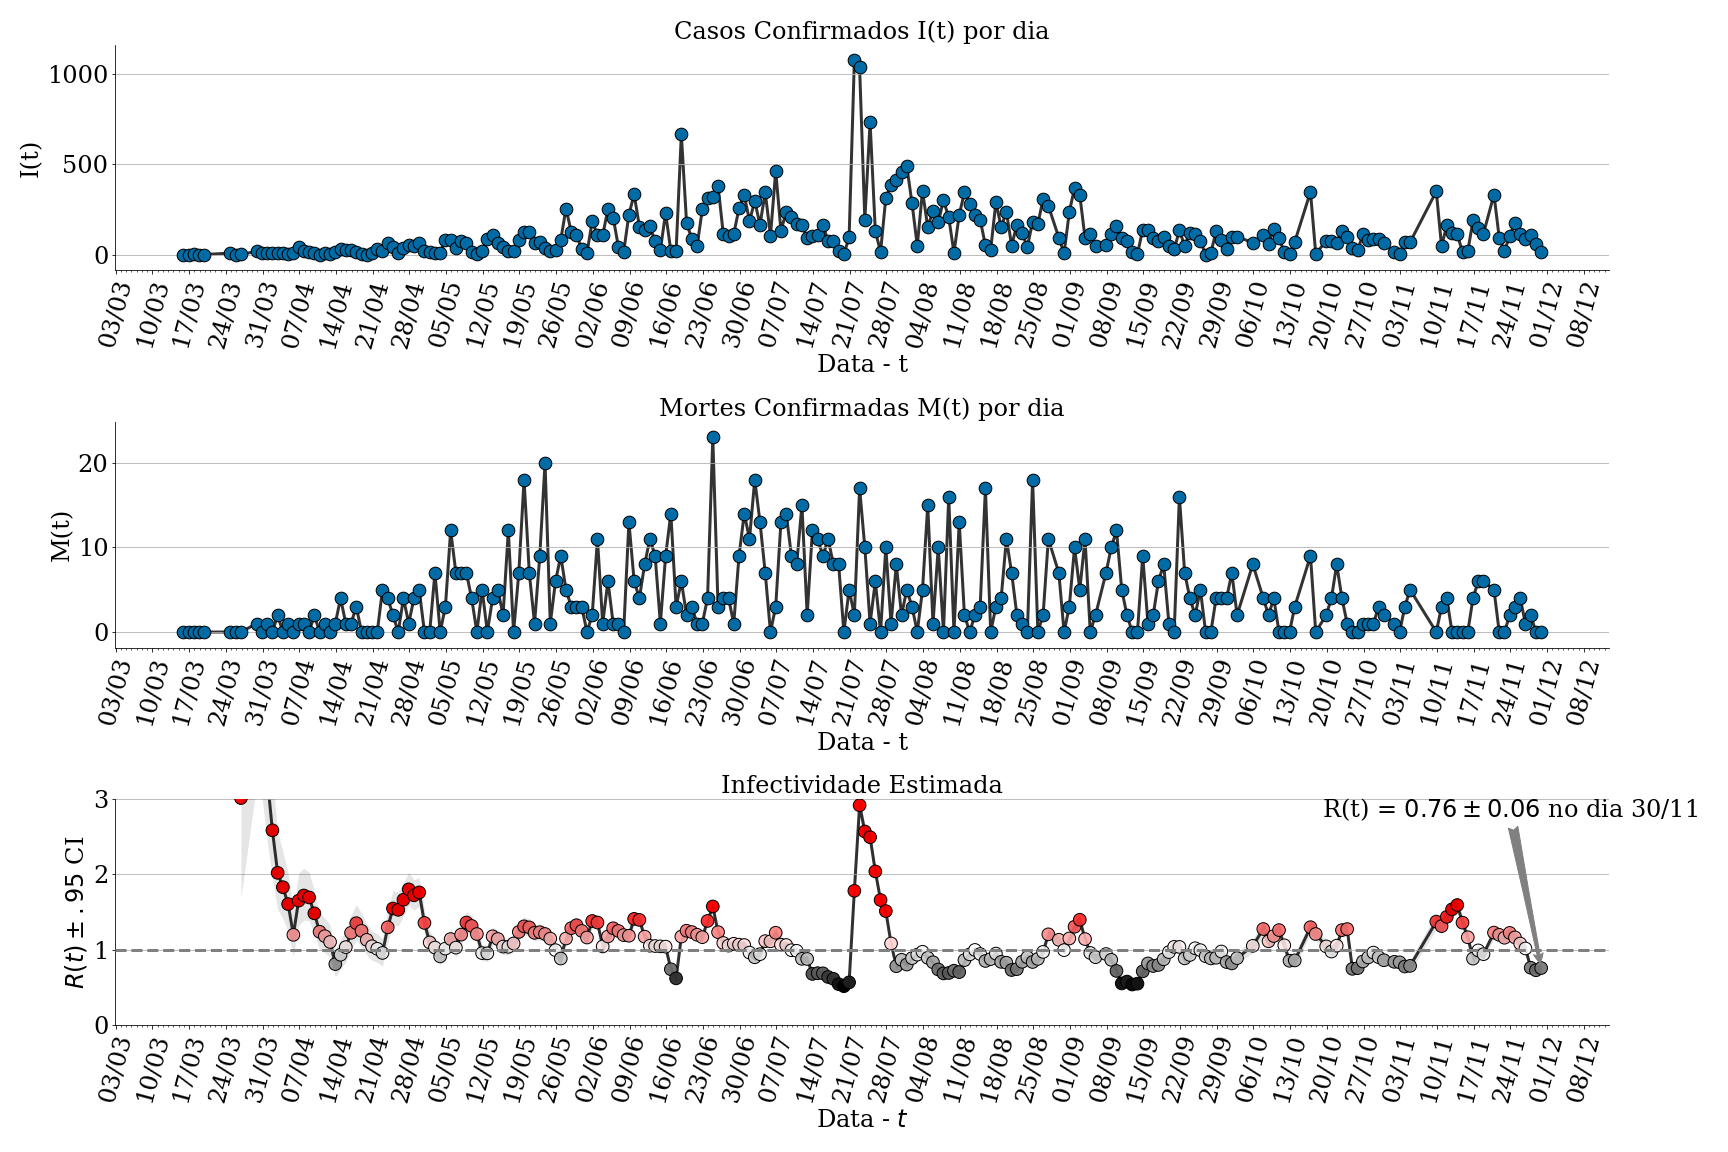 Casos Confirmados I(t) por dia
I(t)
1000
500
0
03/03 10/03 17/03 24/03 31/03 07/04 14/04 21/04 28/04 05/05 12/05 19/05 26/05 02/06 09/06 16/06 23/06 30/06 07/07 14/07 21/07 28/07 04/08 11/08 18/08 25/08 01/09 08/09 15/09 22/09 29/09 06/10 13/10 20/10 27/10 03/11 10/11 17/11 24/11 01/12 08/12
Data - t
Mortes Confirmadas M(t) por dia
M(t)
20
10
0
03/03 10/03 17/03 24/03 31/03 07/04 14/04 21/04 28/04 05/05 12/05 19/05 26/05 02/06 09/06 16/06 23/06 30/06 07/07 14/07 21/07 28/07 04/08 11/08 18/08 25/08 01/09 08/09 15/09 22/09 29/09 06/10 13/10 20/10 27/10 03/11 10/11 17/11 24/11 01/12 08/12
Data - t
Infectividade Estimada
R(t) = 0.76 ± 0.06 no dia 30/11
R(t) ± .95 CI
3
2
1
0
03/03 10/03 17/03 24/03 31/03 07/04 14/04 21/04 28/04 05/05 12/05 19/05 26/05 02/06 09/06 16/06 23/06 30/06 07/07 14/07 21/07 28/07 04/08 11/08 18/08 25/08 01/09 08/09 15/09 22/09 29/09 06/10 13/10 20/10 27/10 03/11 10/11 17/11 24/11 01/12 08/12
Data - t